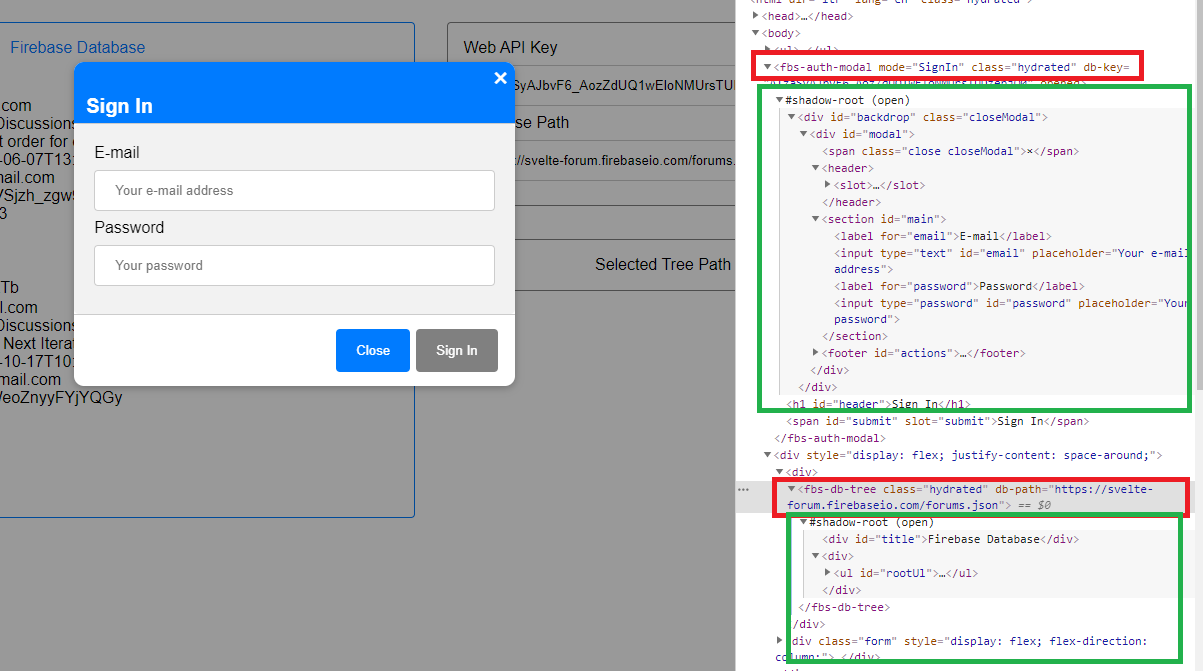 Firebase Database
Web API Key
SyAJbvF6_AozZdUQ1wEIoNMUrsTU
se Path
://svelte-forum.firebaseio.com/forums.
Selected Tree Path
.com
Discussions
t order for
-06-07T13:
mail.com
VSjzh_zgw
3
Tb
l.com
Discussions
Next Itera
-10-17T10:
mail.com
VeoZnyyFYjYQGy
×
Sign In
E-mail
Your e-mail address
Password
Your password
Close
Sign In
<head>…</head>
<body>
<fbs-auth-modal mode="SignIn" class="hydrated" db-key=
#shadow-root (open)
<div id="backdrop" class="closeModal">
<div id="modal">
<span class="close closeModal">×</span>
<header>
<slot>…</slot>
</header>
<section id="main">
<label for="email">E-mail</label>
<input type="text" id="email" placeholder="Your e-mail
address">
<label for="password">Password</label>
<input type="password" id="password" placeholder="Your
password">
</section>
<footer id="actions">…</footer>
</div>
</div>
<h1 id="header">Sign In</h1>
<span id="submit" slot="submit">Sign In</span>
</fbs-auth-modal>
<div style="display: flex; justify-content: space-around;">
<div>
<fbs-db-tree class="hydrated" db-path="https://svelte-
forum.firebaseio.com/forums.json"> == $0
#shadow-root (open)
<div id="title">Firebase Database</div>
<div>
<ul id="rootUl">…</ul>
</div>
</fbs-db-tree>
/div>
div class="form" style="display: flex; flex-direction:
column;">…</div>